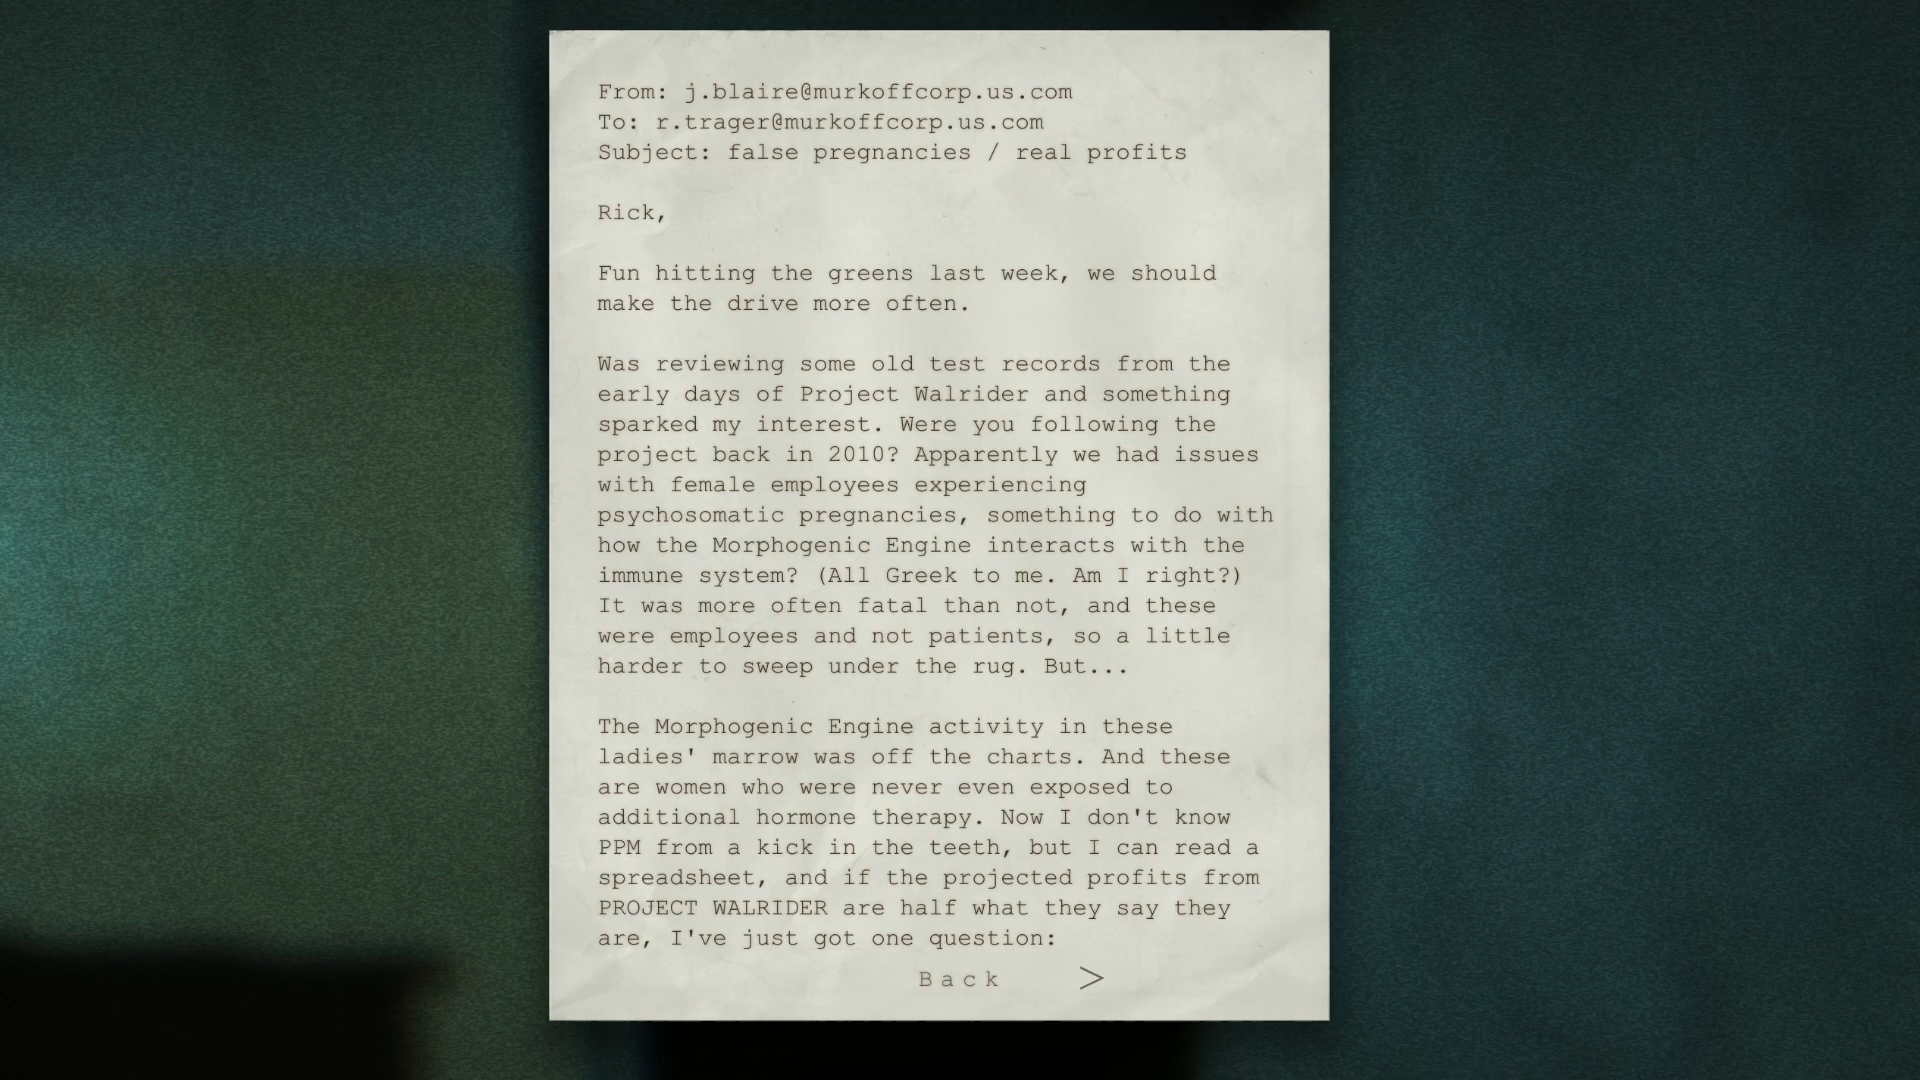 From: j.blaire@murkoffcorp.us.com
To: r.trager@murkoffcorp.us.com
Subject: false pregnancies / real profits
Rick,
Fun hitting the greens last week, we should
make the drive more often.
Was reviewing some old test records from the
early days of Project Walrider and something
sparked my interest. Were you following the
project back in 2010? Apparently we had issues
with female employees experiencing
psychosomatic pregnancies, something to do with
how the Morphogenic Engine interacts with the
immune system? (All Greek to me. Am I right?)
It was more often fatal than not, and these
were employees and not patients, so a little
harder to sweep under the rug. But...
The Morphogenic Engine activity in these
ladies' marrow was off the charts. And these
are women who were never even exposed to
additional hormone therapy. Now I don't know
PPM from a kick in the teeth, but I can read a
spreadsheet, and if the projected profits from
PROJECT WALRIDER are half what they say they
are, I've just got one question:
Back >